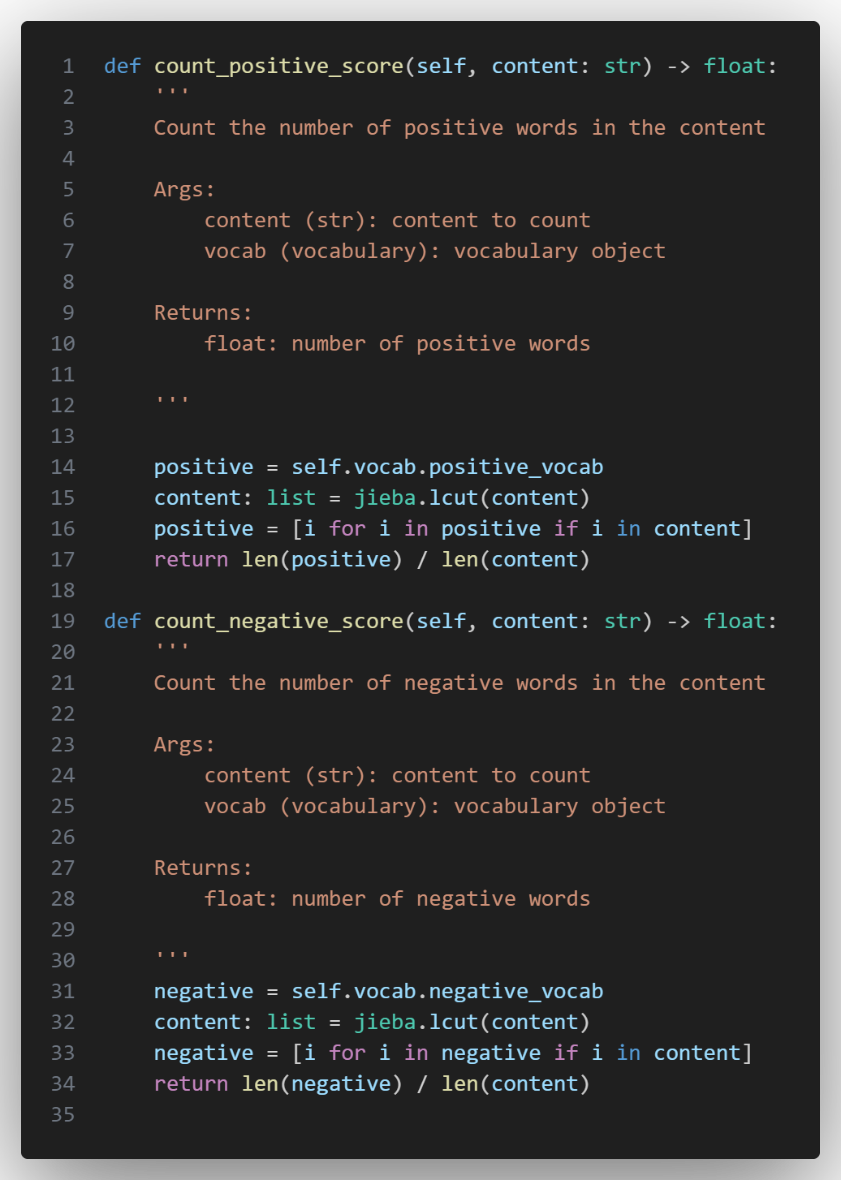 1 def count_positive_score(self, content: str) -> float:
2     '''
3     Count the number of positive words in the content
4
5     Args:
6         content (str): content to count
7         vocab (vocabulary): vocabulary object
8
9     Returns:
10         float: number of positive words
11
12     '''
13
14     positive = self.vocab.positive_vocab
15     content: list = jieba.lcut(content)
16     positive = [i for i in positive if i in content]
17     return len(positive) / len(content)
18
19 def count_negative_score(self, content: str) -> float:
20     '''
21     Count the number of negative words in the content
22
23     Args:
24         content (str): content to count
25         vocab (vocabulary): vocabulary object
26
27     Returns:
28         float: number of negative words
29
30     '''
31     negative = self.vocab.negative_vocab
32     content: list = jieba.lcut(content)
33     negative = [i for i in negative if i in content]
34     return len(negative) / len(content)
35